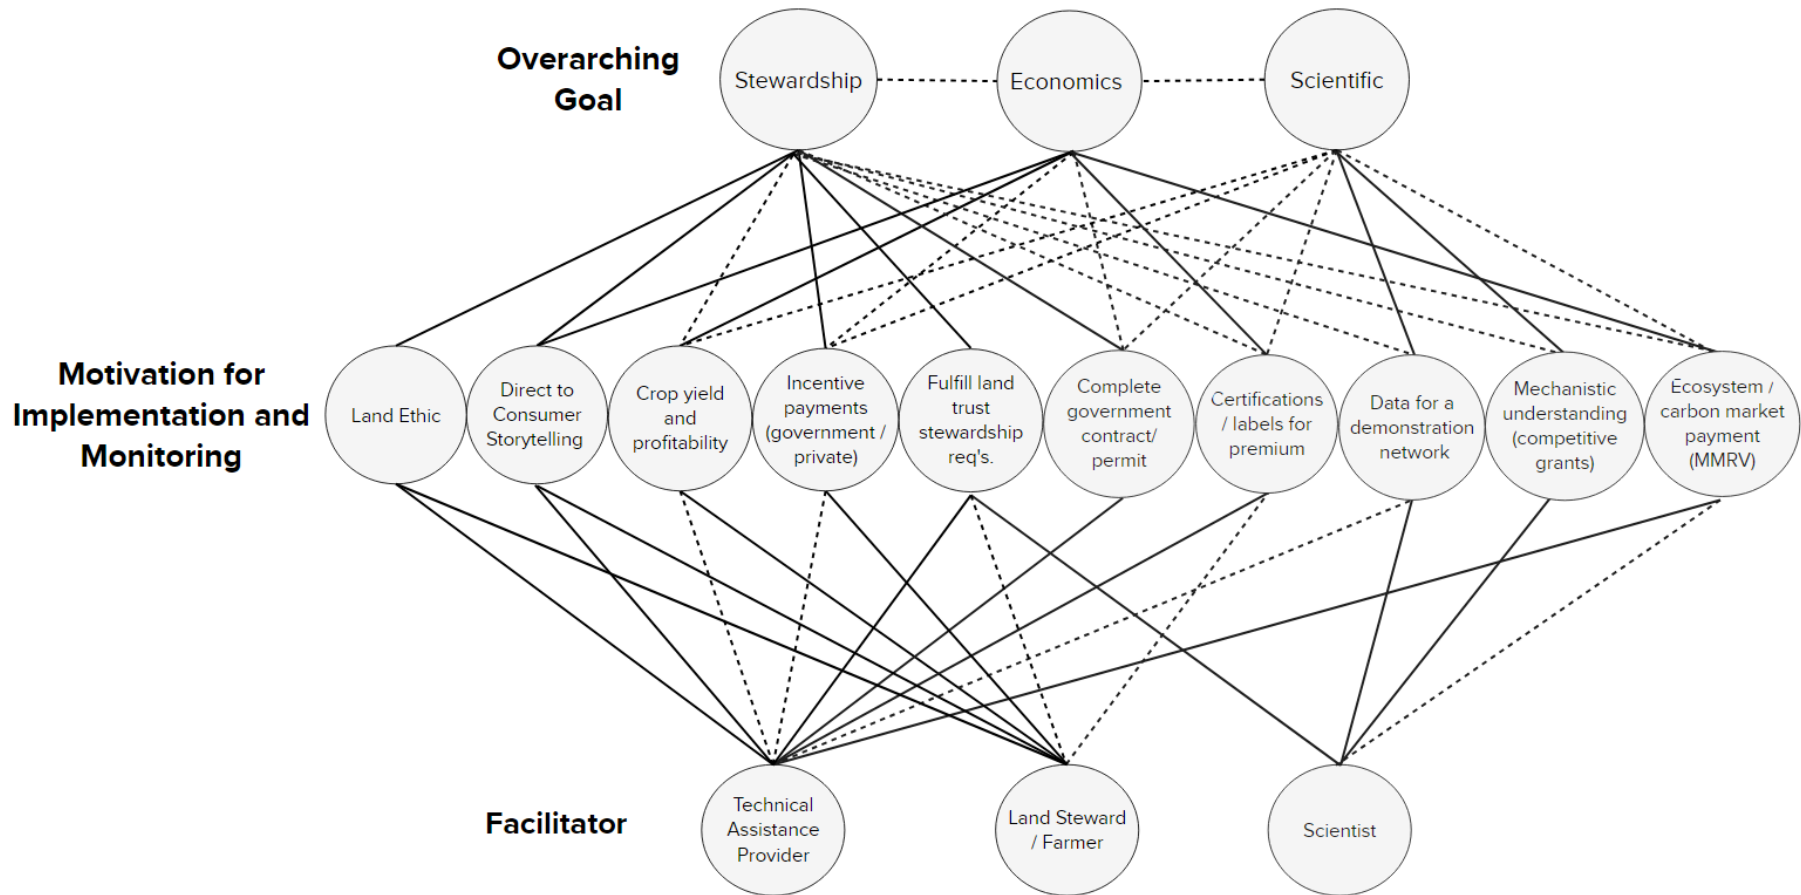 Overarching
Goal
Stewardship
Economics
Scientific
Motivation for
Implementation and
Monitoring
Land Ethic
Direct to
Consumer
Storytelling
Crop yield
and
profitability
Incentive
payments
(government /
private)
Fulfill land
trust
stewardship
req's.
Complete
government
contract/
permit
Certifications
/ labels for
premium
Data for a
demonstration
network
Mechanistic
understanding
(competitive
grants)
Ecosystem /
carbon market
payment
(MMRV)
Facilitator
Technical
Assistance
Provider
Land Steward
/ Farmer
Scientist